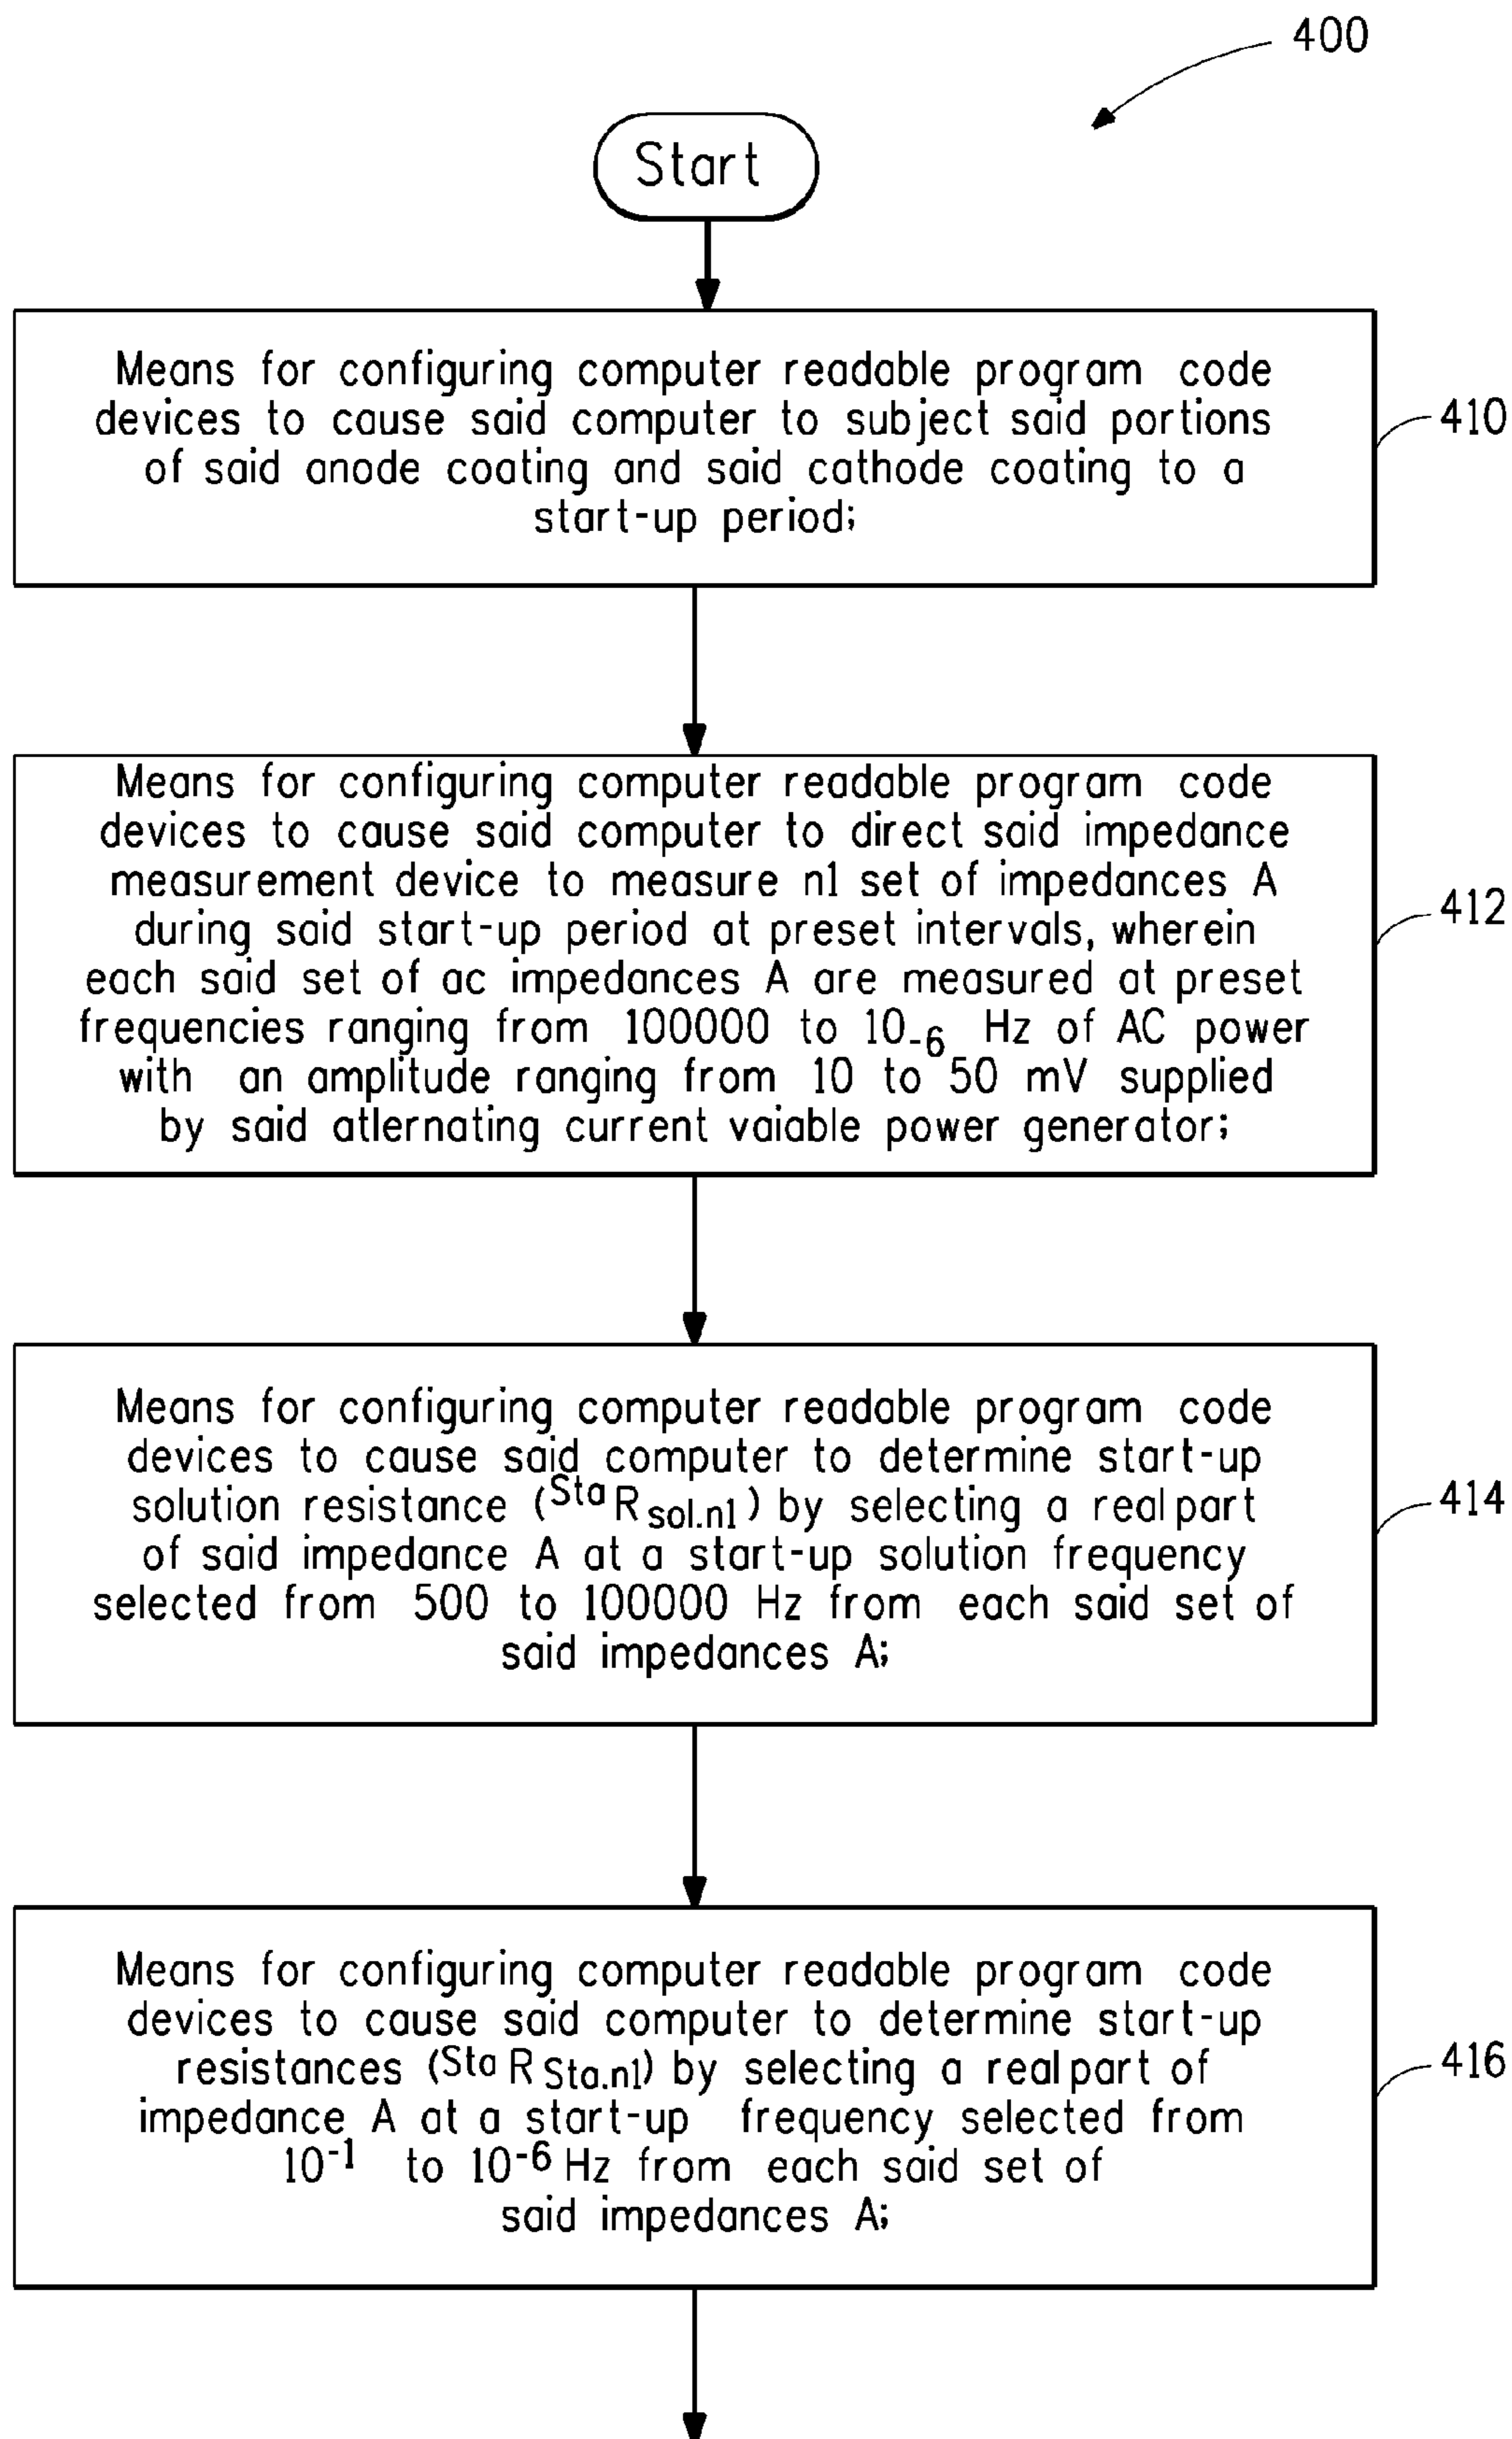 400
Start
Means for configuring computer readable program code
devices to cause said computer to subject said portions
of said anode coating and said cathode coating to a
start-up period;
410
Means for configuring computer readable program code
devices to cause said computer to direct said impedance
measurement device to measure n1 set of impedances A
during said start-up period at preset intervals, wherein
each said set of ac impedances A are measured at preset
frequencies ranging from 100000 to 10-6 Hz of AC power
with an amplitude ranging from 10 to 50 mV supplied
by said atlernating current vaiable power generator;
412
Means for configuring computer readable program code
devices to cause said computer to determine start-up
solution resistance (Sta R sol.n1) by selecting a real part
of said impedance A at a start-up solution frequency
selected from 500 to 100000 Hz from each said set of
said impedances A;
414
Means for configuring computer readable program code
devices to cause said computer to determine start-up
resistances (Sta R Sta.n1) by selecting a real part of
impedance A at a start-up frequency selected from
10-1 to 10-6 Hz from each said set of
said impedances A;
416